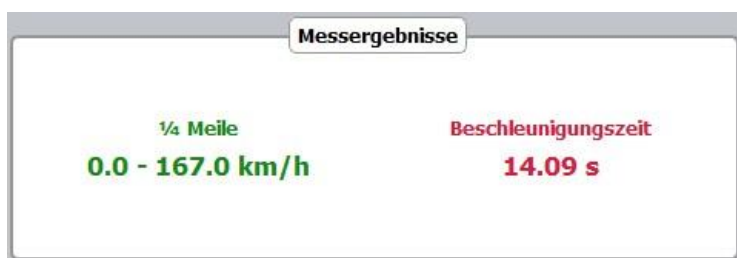 Messergebnisse
¼ Meile
0.0 - 167.0 km/h
Beschleunigungszeit
14.09 s